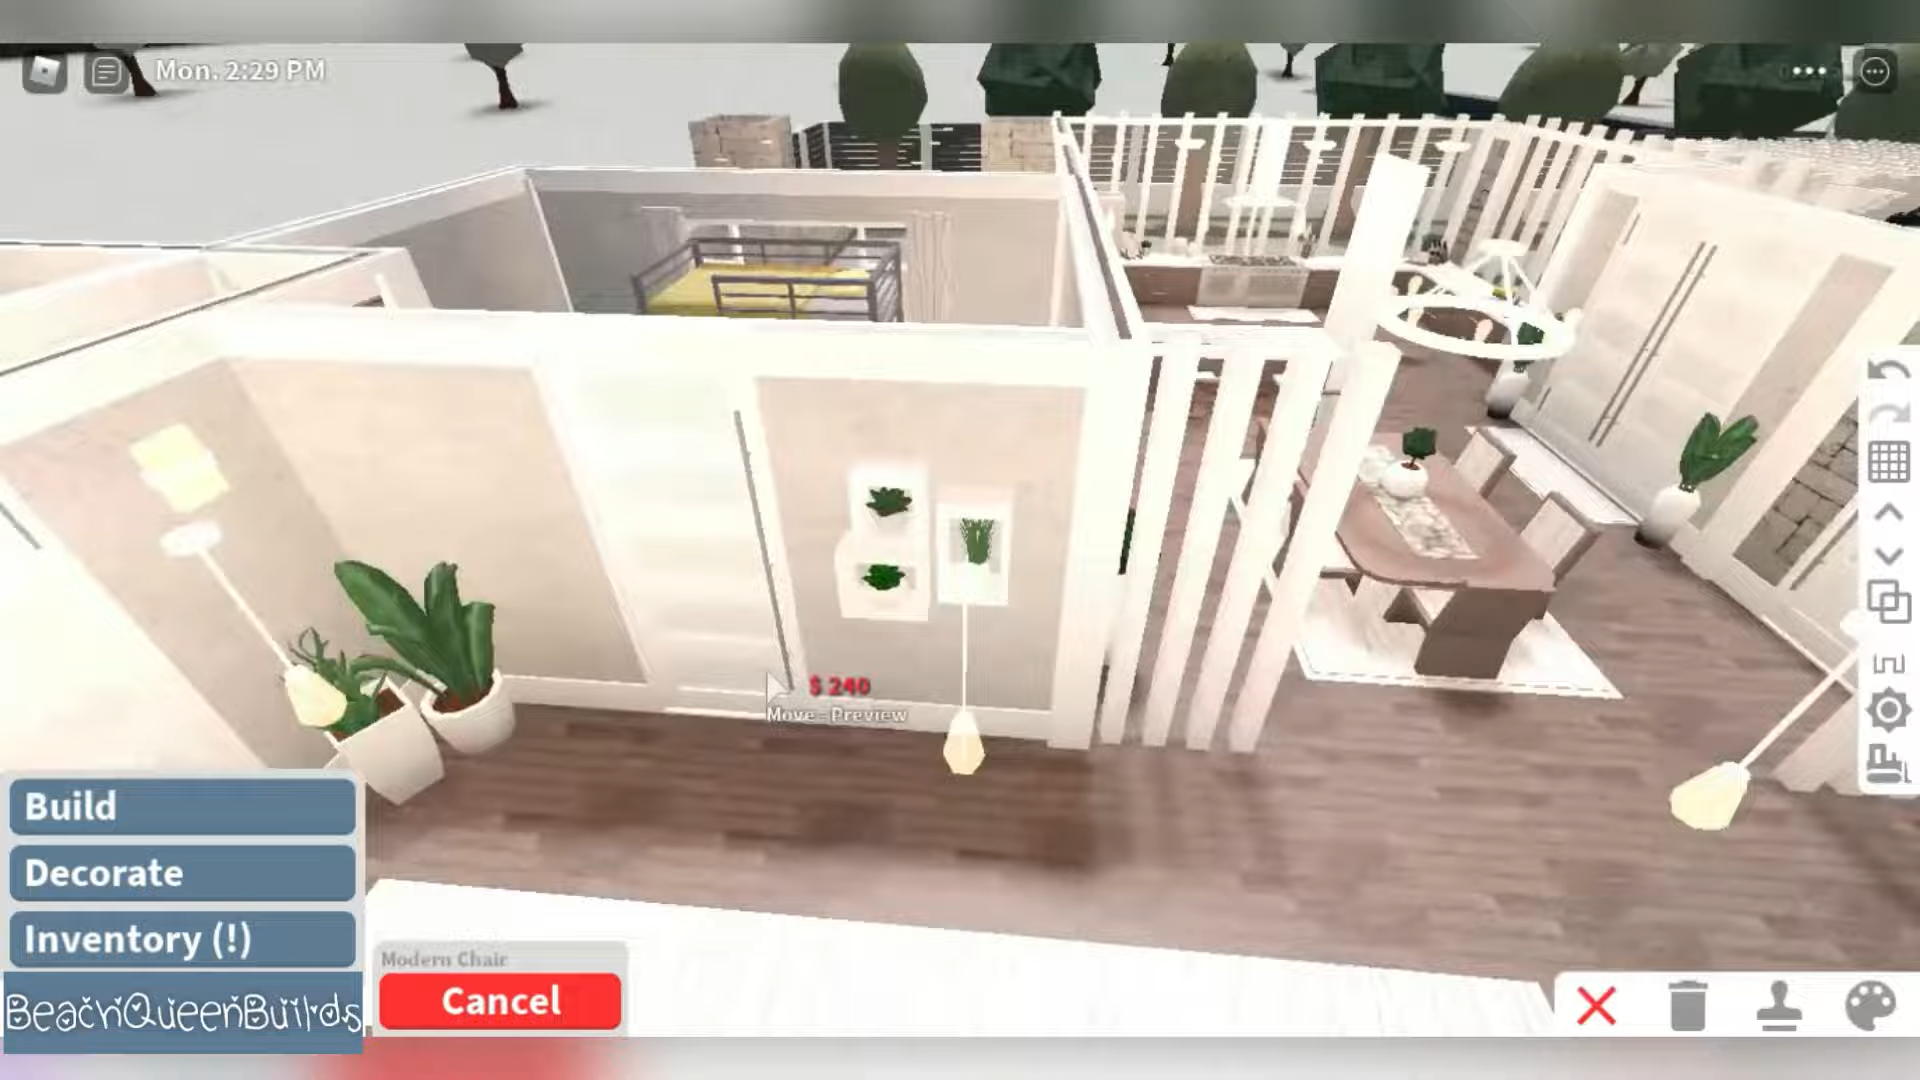 Mon. 2:29 PM
$ 240
Move - Preview
Build
Decorate
Inventory (!)
BeachQueenBuilds
Modern Chair
Cancel